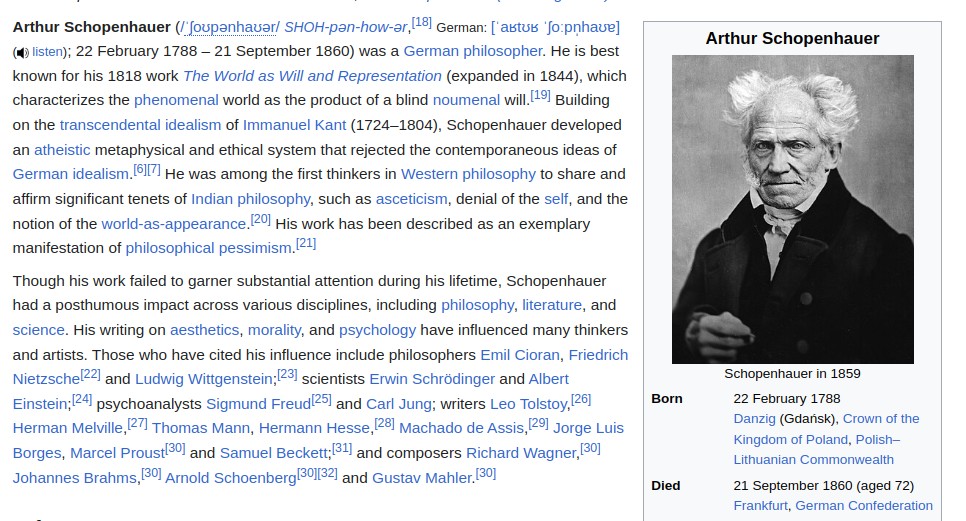 Arthur Schopenhauer (/ˈʃoʊpənhaʊər/ SHOH-pən-how-ər,[18] German: [ˈaʁtuːɐ̯ ˈʃoːpn̩haʊɐ]
(listen); 22 February 1788 – 21 September 1860) was a German philosopher. He is best
known for his 1818 work The World as Will and Representation (expanded in 1844), which
characterizes the phenomenal world as the product of a blind noumenal will.[19] Building
on the transcendental idealism of Immanuel Kant (1724–1804), Schopenhauer developed
an atheistic metaphysical and ethical system that rejected the contemporaneous ideas of
German idealism.[6][7] He was among the first thinkers in Western philosophy to share and
affirm significant tenets of Indian philosophy, such as asceticism, denial of the self, and the
notion of the world-as-appearance.[20] His work has been described as an exemplary
manifestation of philosophical pessimism.[21]
Though his work failed to garner substantial attention during his lifetime, Schopenhauer
had a posthumous impact across various disciplines, including philosophy, literature, and
science. His writing on aesthetics, morality, and psychology have influenced many thinkers
and artists. Those who have cited his influence include philosophers Emil Cioran, Friedrich
Nietzsche[22] and Ludwig Wittgenstein;[23] scientists Erwin Schrödinger and Albert
Einstein;[24] psychoanalysts Sigmund Freud[25] and Carl Jung; writers Leo Tolstoy,[26]
Herman Melville,[27] Thomas Mann, Hermann Hesse,[28] Machado de Assis,[29] Jorge Luis
Borges, Marcel Proust[30] and Samuel Beckett;[31] and composers Richard Wagner,[30]
Johannes Brahms,[30] Arnold Schoenberg[30][32] and Gustav Mahler.[30]
Arthur Schopenhauer
Schopenhauer in 1859
Born 22 February 1788
Danzig (Gdańsk), Crown of the
Kingdom of Poland, Polish–
Lithuanian Commonwealth
Died 21 September 1860 (aged 72)
Frankfurt, German Confederation